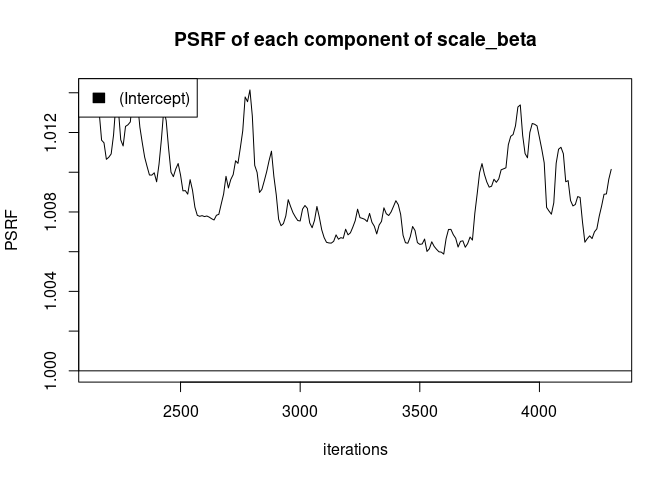 PSRF of each component of scale_beta
(Intercept)
PSRF
1.012
1.008
1.004
1.000
2500 3000 3500 4000
iterations